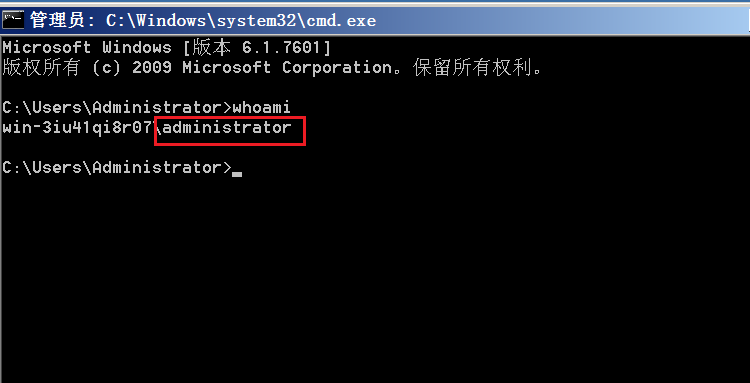 管理员: C:\Windows\system32\cmd.exe
Microsoft Windows [版本 6.1.7601]
版权所有 (c) 2009 Microsoft Corporation。保留所有权利。
C:\Users\Administrator>whoami
win-3iu41qi8r07\administrator
C:\Users\Administrator>